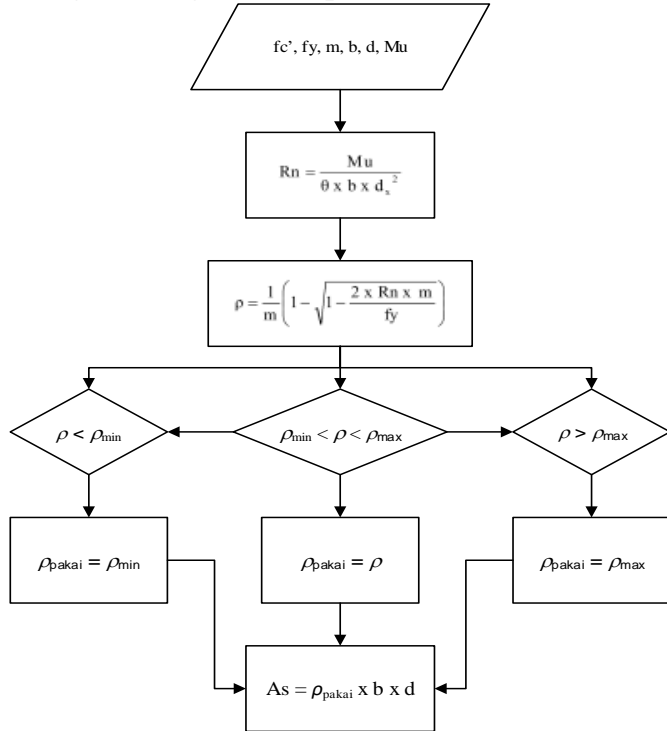 fc', fy, m, b, d, Mu
Rn = Mu / θ x b x dₓ²
ρ = 1/m (1 − √(1 − 2 x Rn x m / fy))
ρ < ρmin
ρmin < ρ < ρmax
ρ > ρmax
ρpakai = ρmin
ρpakai = ρ
ρpakai = ρmax
As = ρpakai x b x d